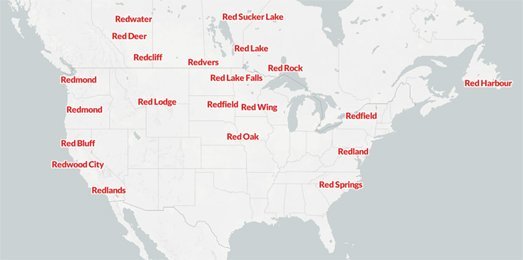 Red Sucker Lake
Redwater
Red Deer
Red Lake
Redcliff
Redvers
Red Rock
Redmond
Red Lake Falls
Red Harbour
Red Lodge
Redfield
Red Wing
Redmond
Redfield
Red Oak
Red Bluff
Redland
Redwood City
Red Springs
Redlands